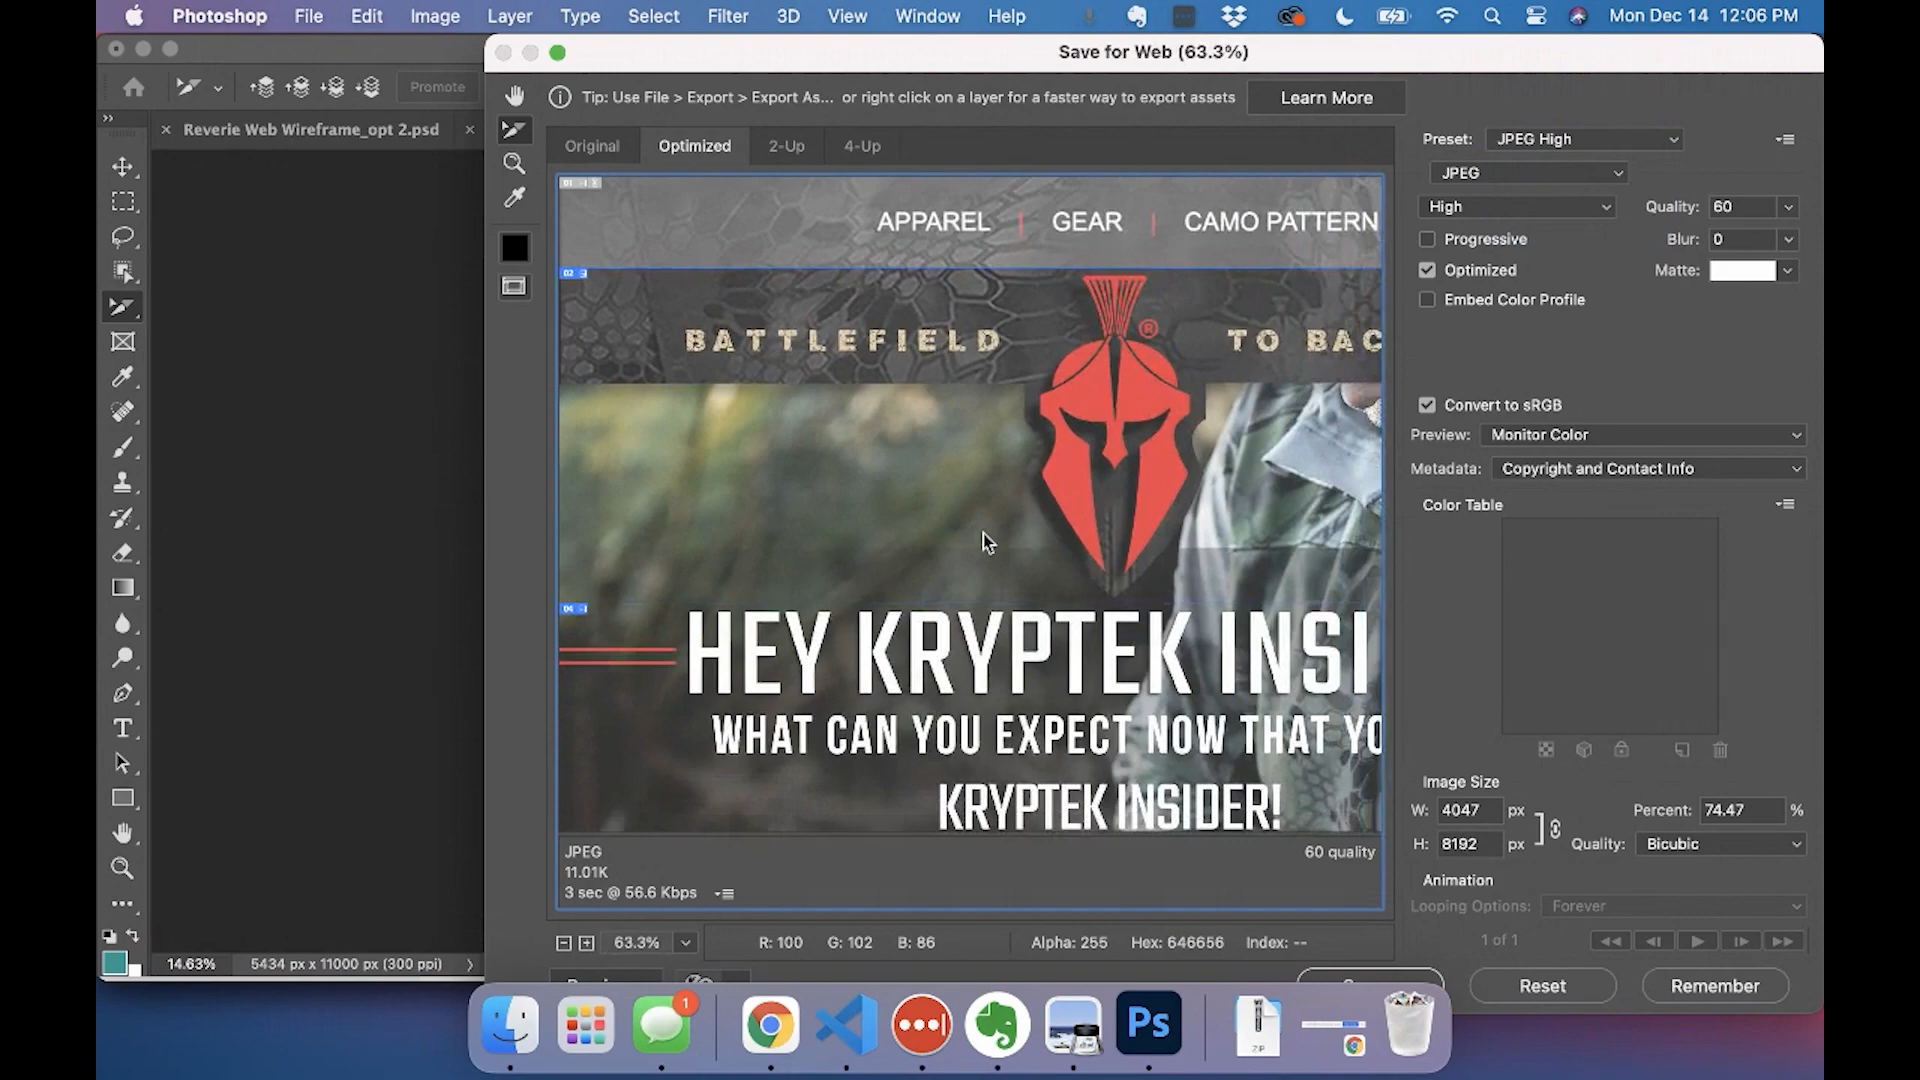 Photoshop File Edit Image Layer Type Select Filter 3D View Window Help Mon Dec 14 12:06 PM
Save for Web (63.3%)
Promote
Tip: Use File > Export > Export As... or right click on a layer for a faster way to export assets
Learn More
× Reverie Web Wireframe_opt 2.psd ×
Original Optimized 2-Up 4-Up
Preset: JPEG High
JPEG
High Quality: 60
Progressive Blur: 0
Optimized Matte:
Embed Color Profile
Convert to sRGB
Preview: Monitor Color
Metadata: Copyright and Contact Info
Color Table
01
APPAREL | GEAR | CAMO PATTERN
02
®
BATTLEFIELD TO BAC
04
HEY KRYPTEK INSI
WHAT CAN YOU EXPECT NOW THAT YO
KRYPTEK INSIDER!
JPEG 60 quality
11.01K
3 sec @ 56.6 Kbps
Image Size
W: 4047 px Percent: 74.47 %
H: 8192 px Quality: Bicubic
Animation
Looping Options: Forever
1 of 1
63.3% R: 100 G: 102 B: 86 Alpha: 255 Hex: 646656 Index: --
14.63% 5434 px x 11000 px (300 ppi)
Reset Remember
1
Ps
ZIP